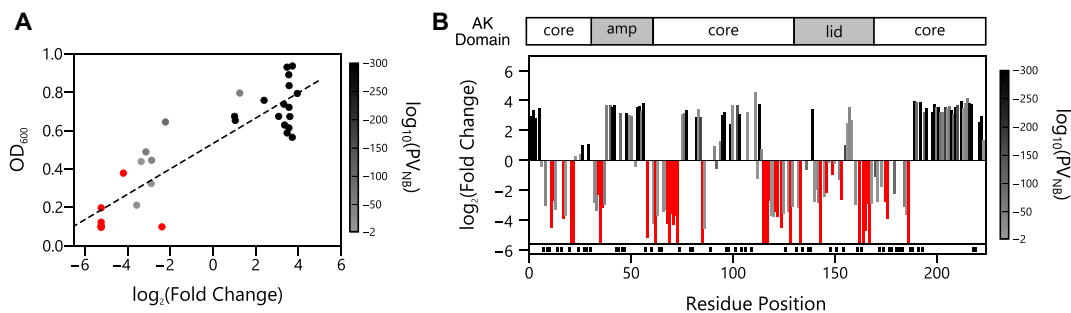 A
OD₆₀₀
1.0
0.8
0.6
0.4
0.2
0.0
-6 -4 -2 0 2 4 6
log₂(Fold Change)
-300
-250
-200
-150
-100
-50
-2
log₁₀(PV_NB)
B
AK Domain
core amp core lid core
log₂(Fold Change)
6
4
2
0
-2
-4
-6
0 50 100 150 200
Residue Position
-300
-250
-200
-150
-100
-50
-2
log₁₀(PV_NB)